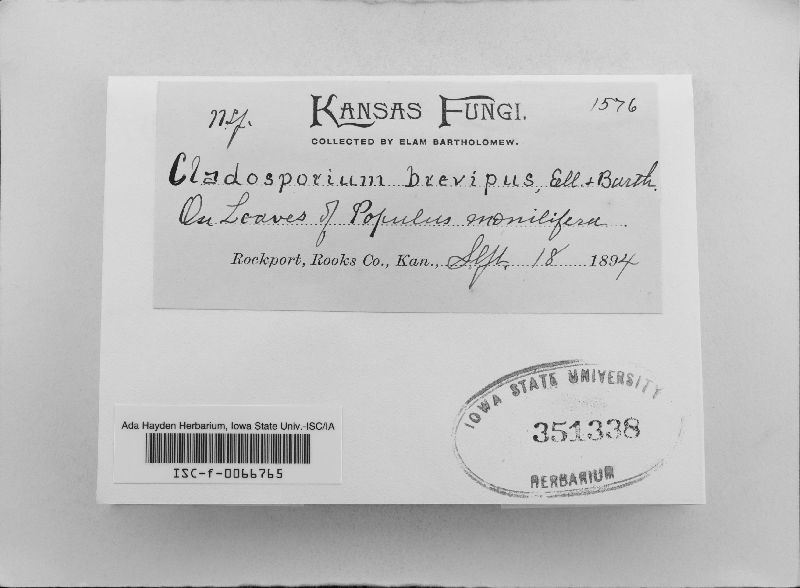 n.sp.
KANSAS FUNGI.
1576
COLLECTED BY ELAM BARTHOLOMEW.
Cladosporium brevipus, Ell. & Barth.
On Leaves of Populus monilifera
Rockport, Rooks Co., Kan., Sept. 18 1894
IOWA STATE UNIVERSITY
351338
HERBARIUM
Ada Hayden Herbarium, Iowa State Univ.-ISC/IA
ISC-f-0066765